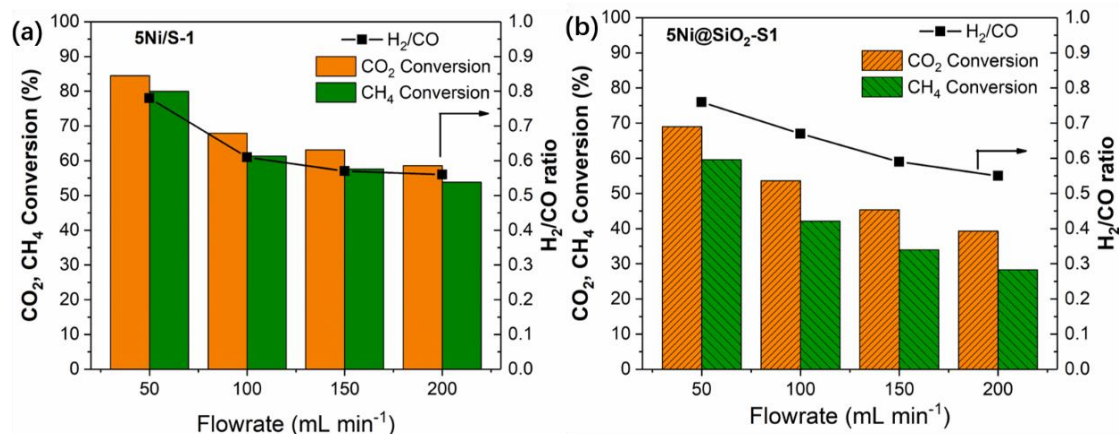 (a)
5Ni/S-1
H₂/CO
CO₂ Conversion
CH₄ Conversion
CO₂, CH₄ Conversion (%)
100
90
80
70
60
50
40
30
20
10
0
1.0
0.9
0.8
0.7
0.6
0.5
0.4
0.3
0.2
0.1
0.0
H₂/CO ratio
50 100 150 200
Flowrate (mL min⁻¹)
(b)
5Ni@SiO₂-S1
H₂/CO
CO₂ Conversion
CH₄ Conversion
CO₂, CH₄ Conversion (%)
100
90
80
70
60
50
40
30
20
10
0
1.0
0.9
0.8
0.7
0.6
0.5
0.4
0.3
0.2
0.1
0.0
H₂/CO ratio
50 100 150 200
Flowrate (mL min⁻¹)